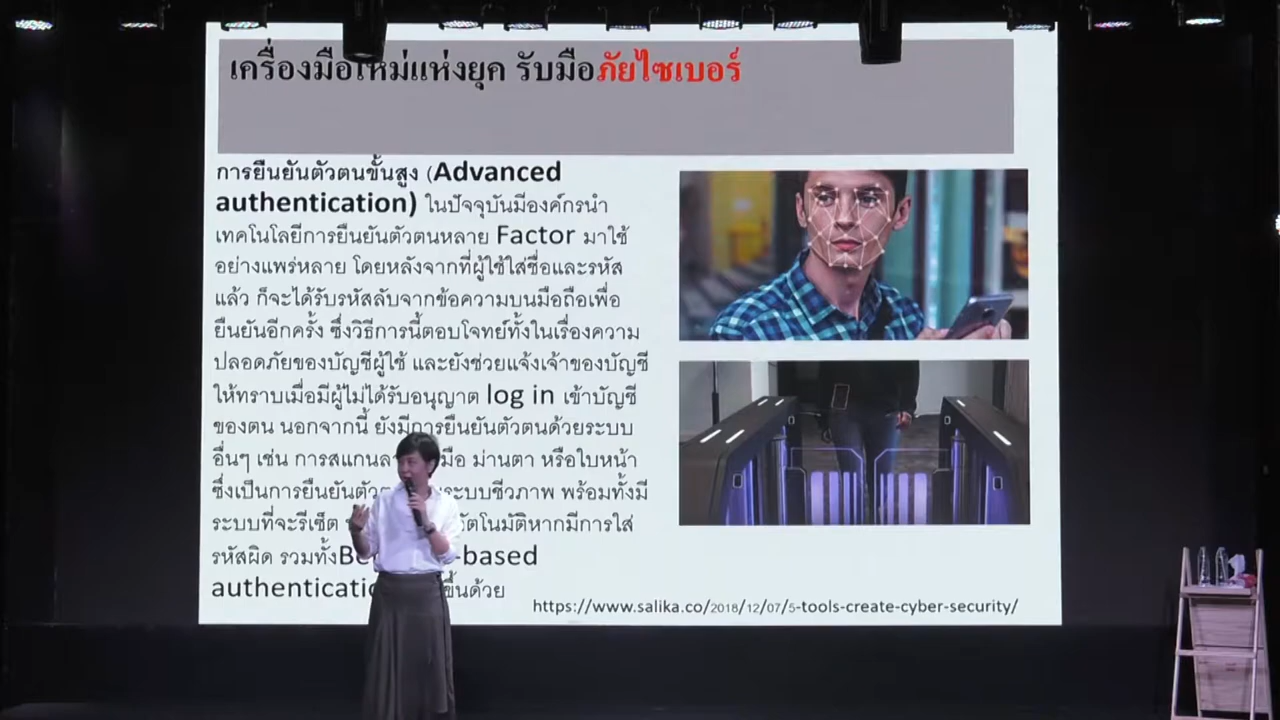 เครื่องมือใหม่แห่งยุค รับมือภัยไซเบอร์
การยืนยันตัวตนขั้นสูง (Advanced
authentication) ในปัจจุบันมีองค์กรนำ
เทคโนโลยีการยืนยันตัวตนหลาย Factor มาใช้
อย่างแพร่หลาย โดยหลังจากที่ผู้ใช้ใส่ชื่อและรหัส
แล้ว ก็จะได้รับรหัสลับจากข้อความบนมือถือเพื่อ
ยืนยันอีกครั้ง ซึ่งวิธีการนี้ตอบโจทย์ทั้งในเรื่องความ
ปลอดภัยของบัญชีผู้ใช้ และยังช่วยแจ้งเจ้าของบัญชี
ให้ทราบเมื่อมีผู้ไม่ได้รับอนุญาต log in เข้าบัญชี
ของตน นอกจากนี้ ยังมีการยืนยันตัวตนด้วยระบบ
อื่นๆ เช่น การสแกน มือ ม่านตา หรือใบหน้า
ซึ่งเป็นการยืนยัน ระบบชีวภาพ พร้อมทั้งมี
ระบบที่จะรีเซ็ต อัตโนมัติหากมีการใส่
รหัสผิด รวมทั้ง -based
ขึ้นด้วย
https://www.salika.co/2018/12/07/5-tools-create-cyber-security/